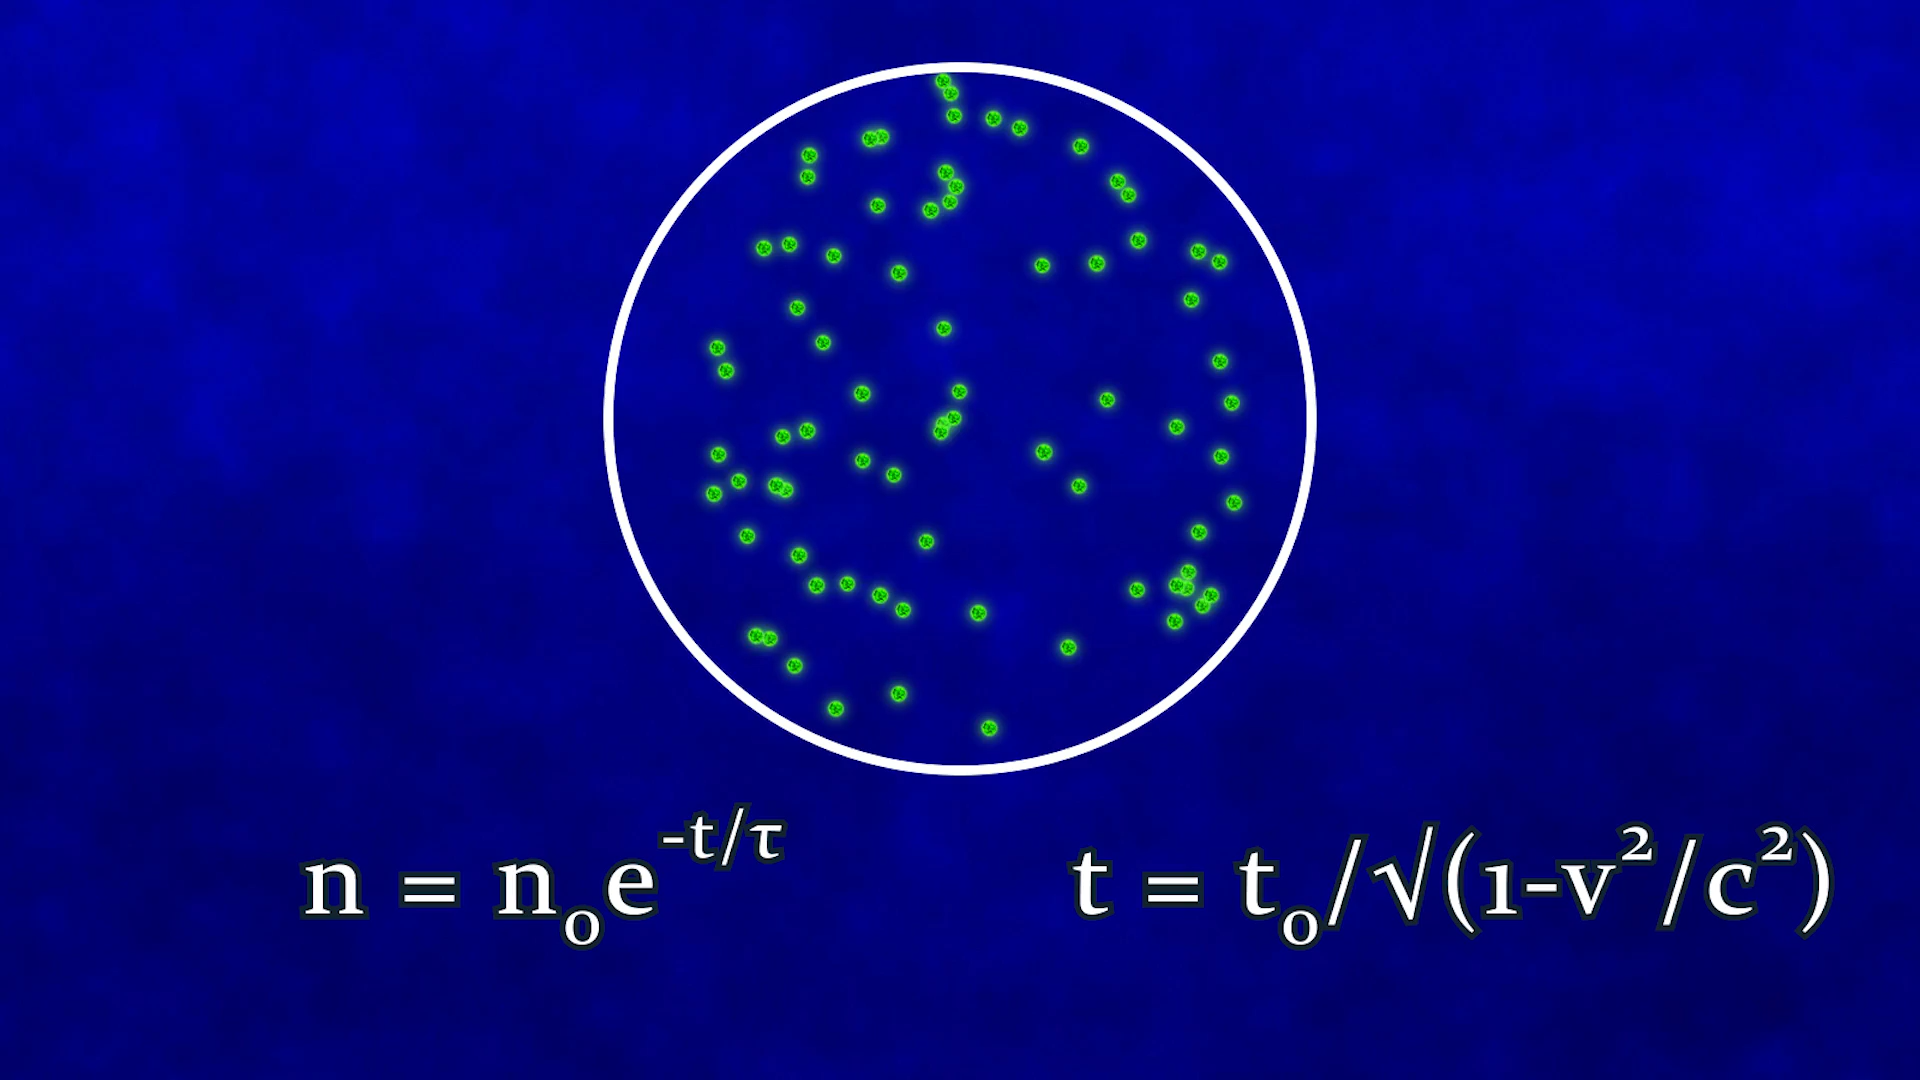 n = n₀e^-t/τ
t = t₀/√(1-v²/c²)